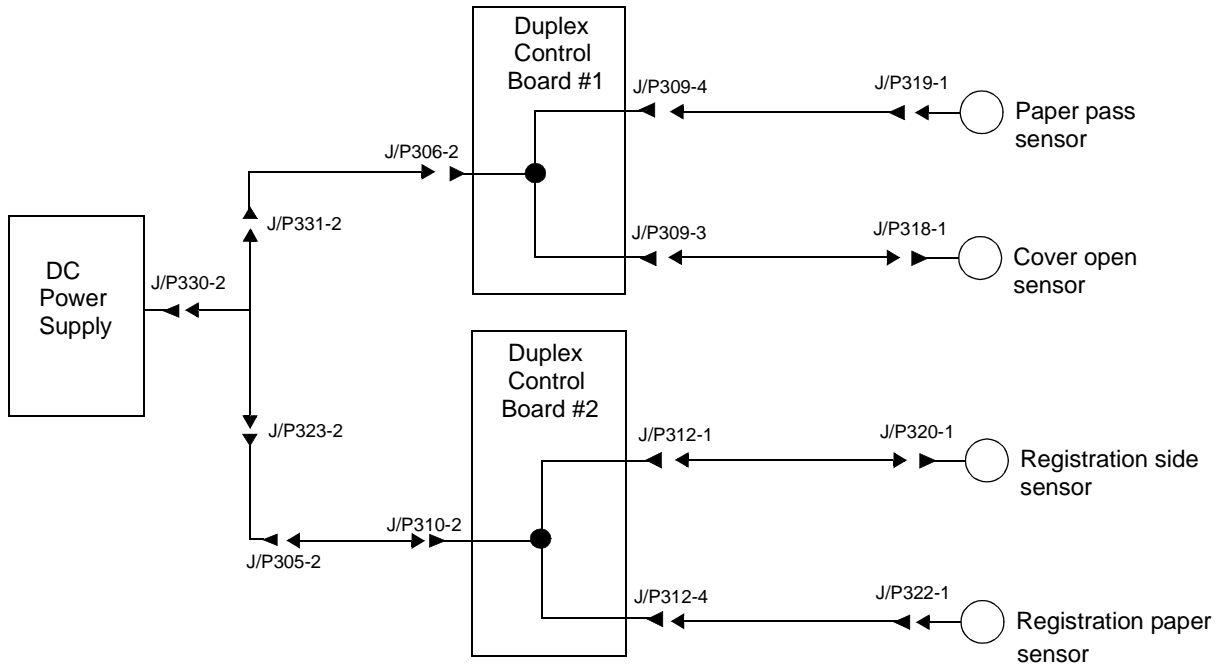 Duplex
Control
Board #1
J/P309-4
J/P319-1
Paper pass
sensor
J/P306-2
J/P331-2
J/P309-3
J/P318-1
Cover open
sensor
DC
Power
Supply
J/P330-2
Duplex
Control
Board #2
J/P323-2
J/P312-1
J/P320-1
Registration side
sensor
J/P310-2
J/P305-2
J/P312-4
J/P322-1
Registration paper
sensor